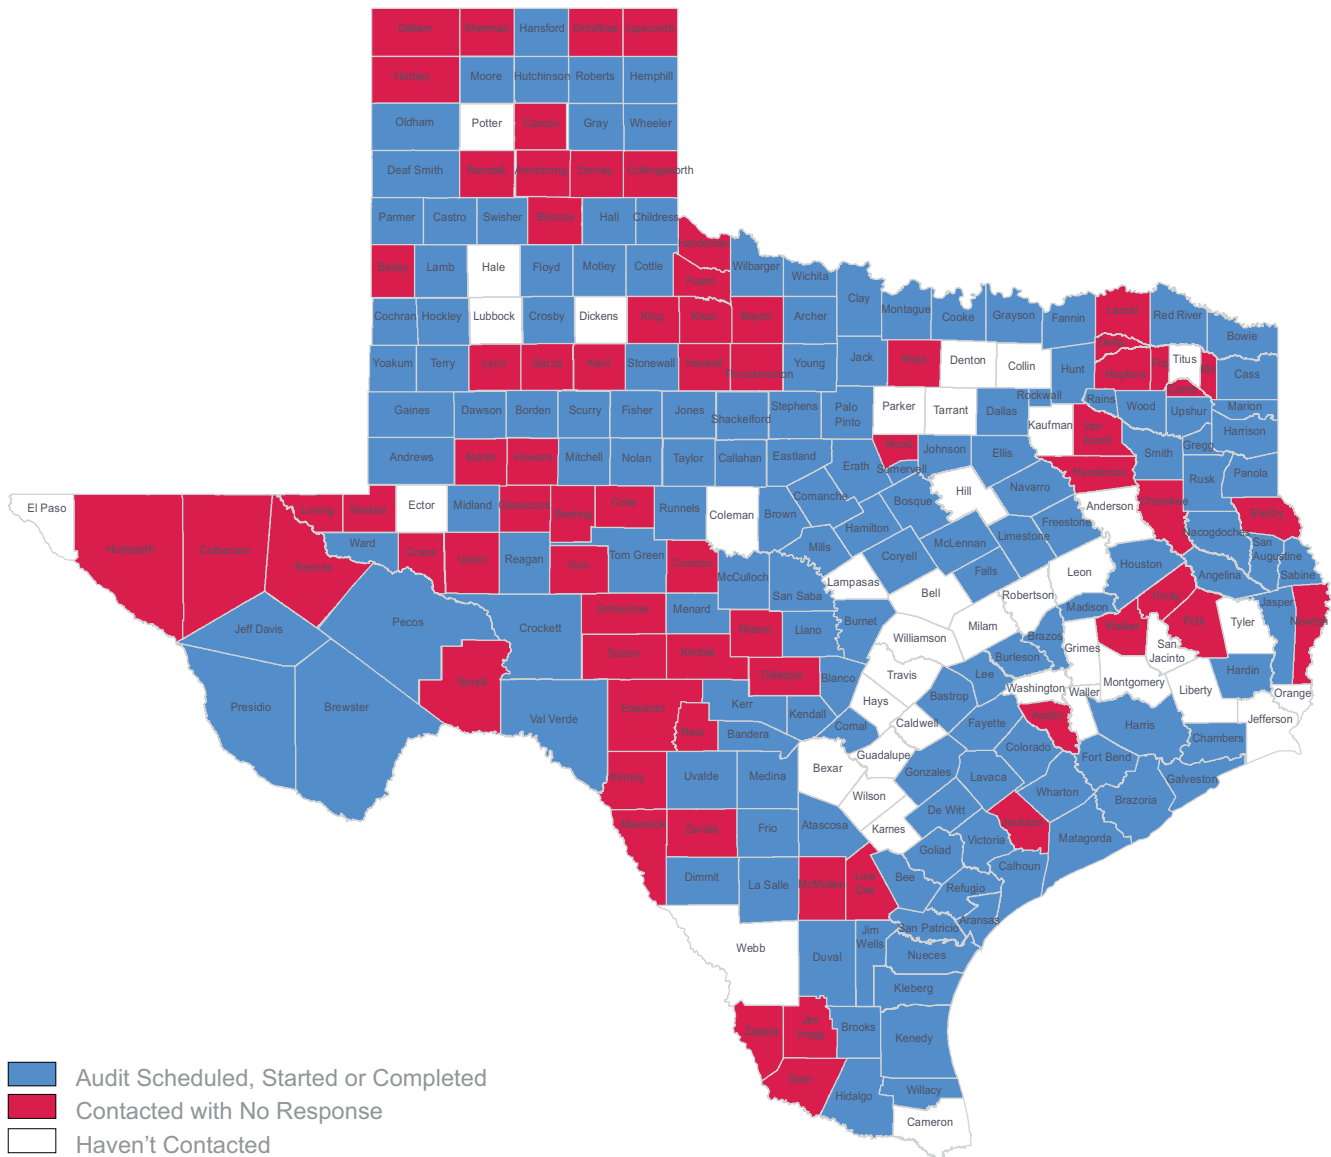 Dallam Sherman Hansford Ochiltree Lipscomb
Hartley Moore Hutchinson Roberts Hemphill
Oldham Potter Carson Gray Wheeler
Deaf Smith Randall Armstrong Donley Collingsworth
Parmer Castro Swisher Briscoe Hall Childress
Hardeman
Bailey Lamb Hale Floyd Motley Cottle Foard Wilbarger Wichita
Clay Montague Cooke Grayson Fannin Lamar Red River Bowie
Cochran Hockley Lubbock Crosby Dickens King Knox Baylor Archer
Delta Titus
Yoakum Terry Lynn Garza Kent Stonewall Haskell Throckmorton Young Jack Wise Denton Collin Hunt Hopkins Cass
Rockwall Rains Wood Upshur Marion
Gaines Dawson Borden Scurry Fisher Jones Shackelford Stephens Palo
Pinto Parker Tarrant Dallas Kaufman Van
Zandt Harrison
Gregg
Andrews Martin Howard Mitchell Nolan Taylor Callahan Eastland Erath Hood Johnson Ellis Henderson Smith Rusk Panola
Somervell
El Paso Loving Winkler Ector Midland Glasscock Sterling Coke Runnels Coleman Brown Comanche Bosque Hill Navarro Anderson Cherokee Shelby
Hamilton Freestone Nacogdoches San
Augustine
Hudspeth Culberson Reeves Ward Crane Upton Reagan Irion Tom Green Concho McCulloch Mills Coryell McLennan Limestone Houston Angelina Sabine
San Saba Lampasas Bell Falls Leon Robertson Madison Trinity Jasper Newton
Jeff Davis Pecos Crockett Schleicher Menard Mason Llano Burnet Williamson Milam Brazos Grimes Walker San
Jacinto Polk Tyler
Sutton Kimble Burleson Hardin
Presidio Brewster Terrell Val Verde Edwards Gillespie Blanco Travis Lee Washington Waller Montgomery Liberty Orange
Real Kerr Kendall Hays Bastrop Austin Harris Jefferson
Bandera Comal Caldwell Fayette Chambers
Guadalupe Colorado Fort Bend
Kinney Uvalde Medina Bexar Gonzales Lavaca Wharton Brazoria Galveston
Wilson
Maverick Zavala Frio Atascosa Karnes De Witt Jackson Matagorda
Goliad Victoria
Dimmit La Salle McMullen Live
Oak Bee Refugio Calhoun
Aransas
San Patricio
Webb Duval Jim
Wells Nueces
Kleberg
Zapata Jim
Hogg Brooks Kenedy
Starr Hidalgo Willacy
Cameron
Audit Scheduled, Started or Completed
Contacted with No Response
Haven’t Contacted